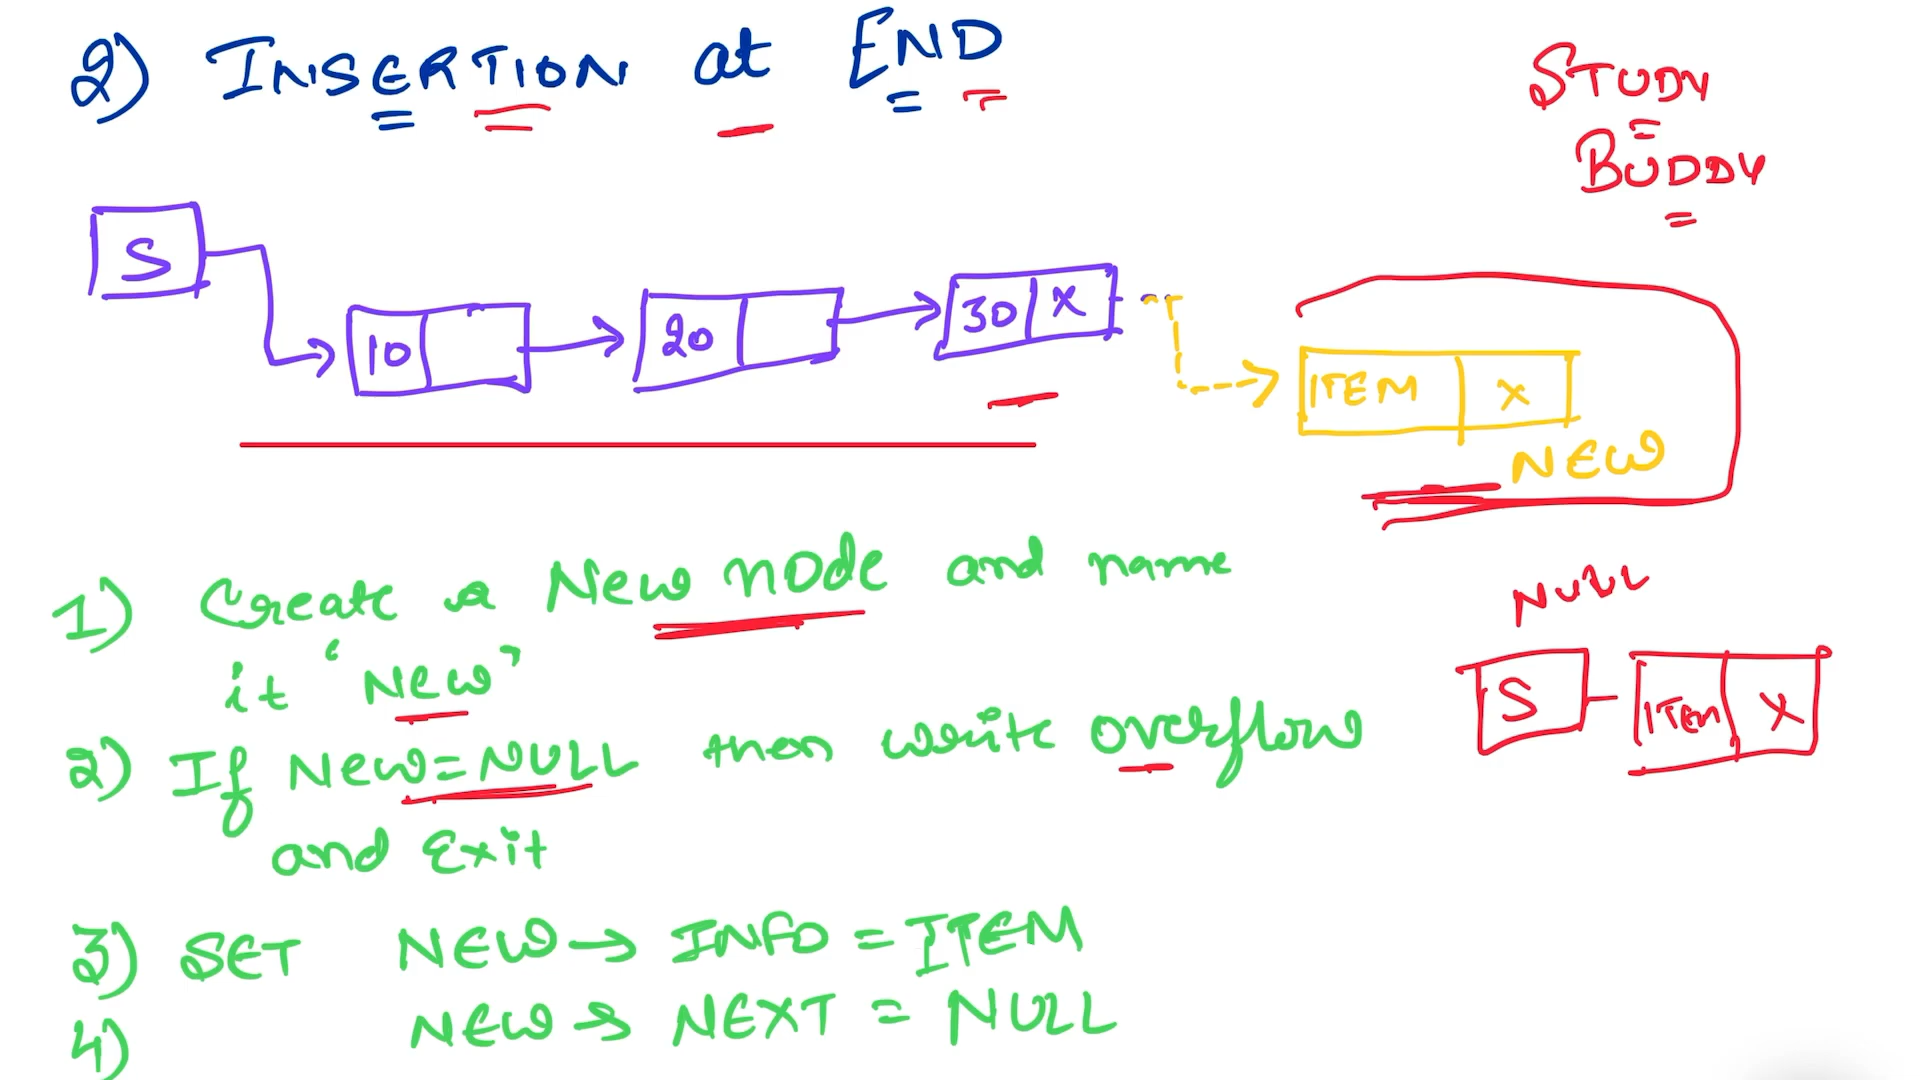 2) INSERTION at END
STUDY
BUDDY
S
10
20
30 X
ITEM X
NEW
1) Create a New node and name
it "New"
2) If New=NULL then write overflow
and Exit
3) SET NEW→ INFO = ITEM
4) NEW→ NEXT = NULL
NULL
S ITEM X